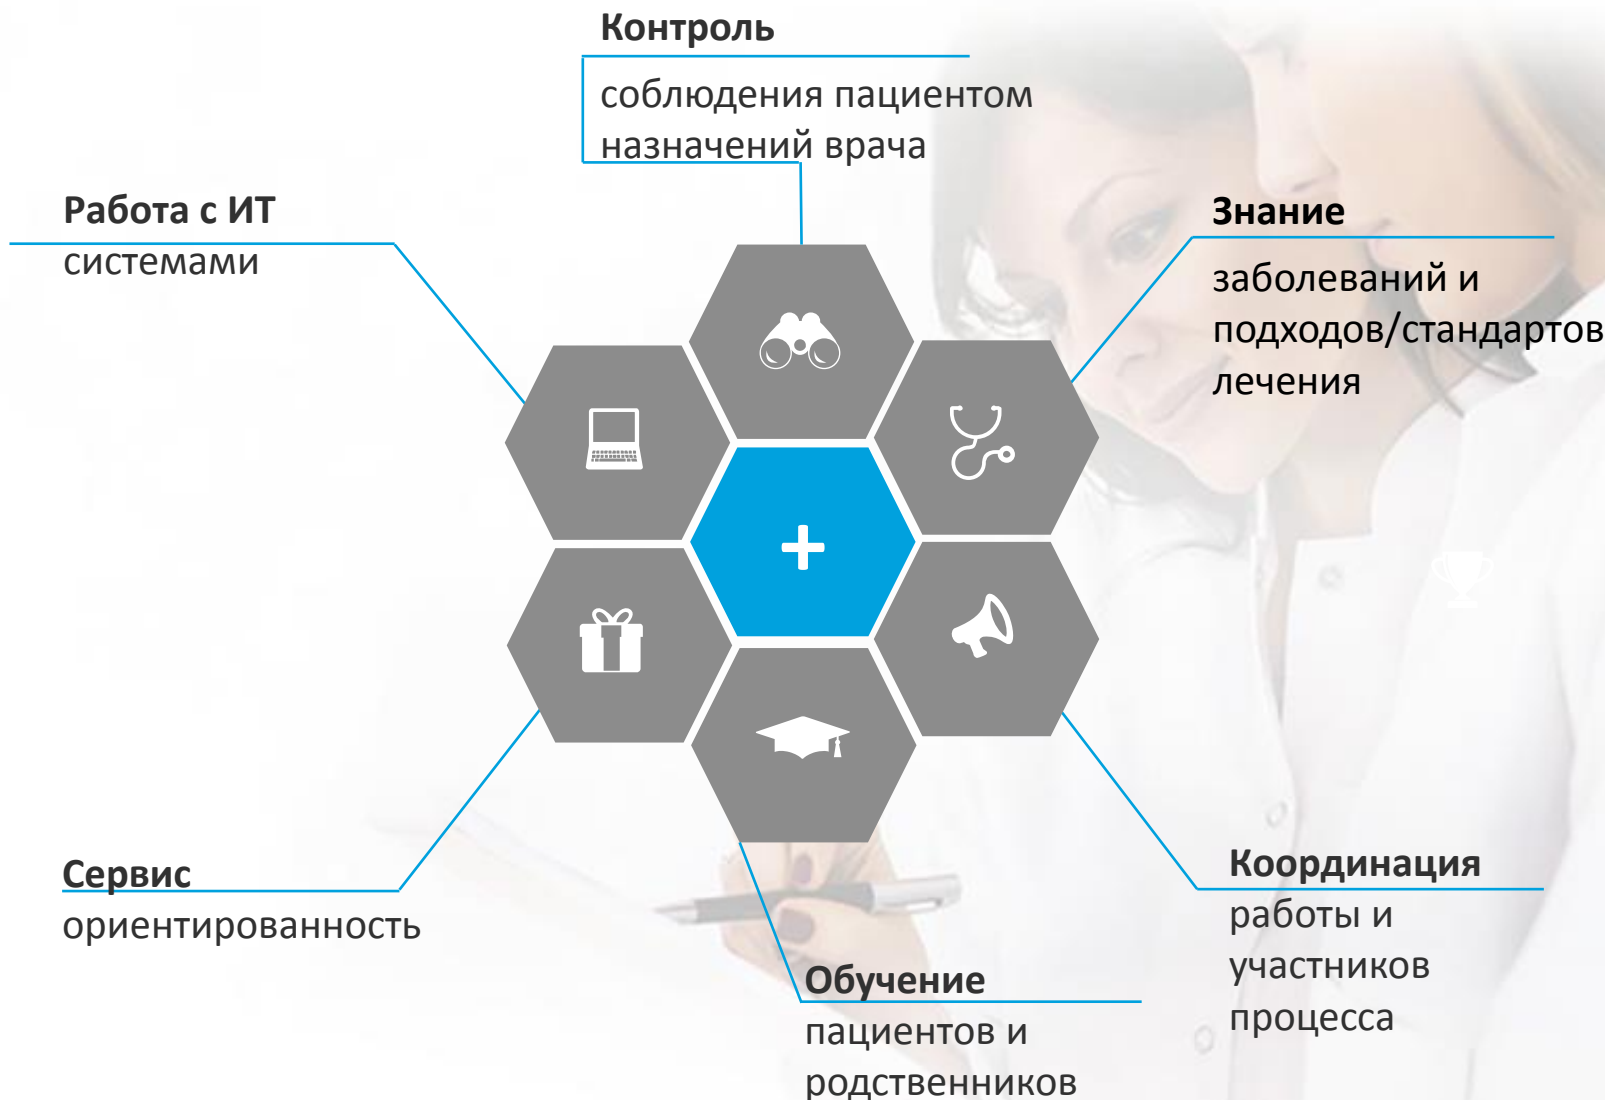 Контроль
соблюдения пациентом
назначений врача
Работа с ИТ
системами
Знание
заболеваний и
подходов/стандартов
лечения
Сервис
ориентированность
Координация
работы и
участников
процесса
Обучение
пациентов и
родственников